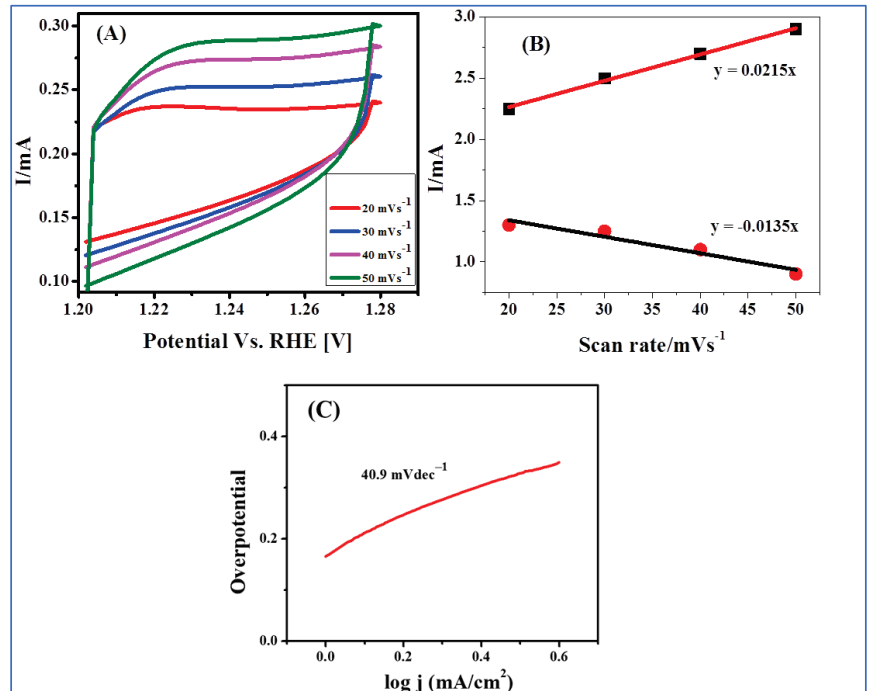 (A)
I/mA
0.30
0.25
0.20
0.15
0.10
1.20
1.22
1.24
1.26
1.28
Potential Vs. RHE [V]
20 mVs⁻¹
30 mVs⁻¹
40 mVs⁻¹
50 mVs⁻¹
(B)
I/mA
3.0
2.5
2.0
1.5
1.0
20
30
40
50
Scan rate/mVs⁻¹
y = 0.0215x
y = -0.0135x
(C)
Overpotential
0.4
0.2
0.0
0.0
0.2
0.4
0.6
log j (mA/cm²)
40.9 mVdec⁻¹